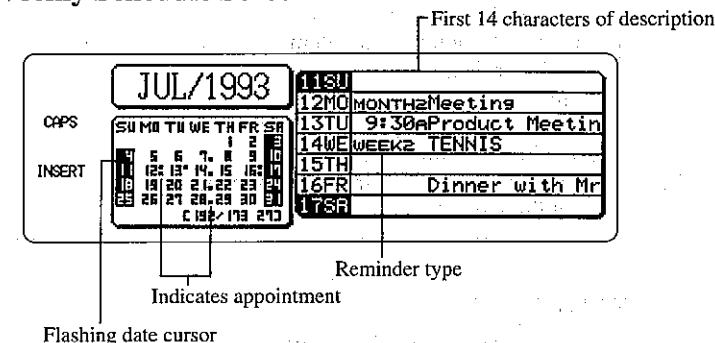 First 14 characters of description
JUL/1993
CAPS
INSERT
SU MO TU WE TH FR SA
1 2 3
4 5 6 7. 8 9 10
11 12: 13" 14. 15 16: 17
18 19 20 21. 22 23 24
25 26 27 28. 29 30 31
[192/173 27]
11SU
12MO MONTH2Meeting
13TU 9:30AProduct Meetin
14WE WEEK2 TENNIS
15TH
16FR Dinner with Mr
17SA
Reminder type
Indicates appointment
Flashing date cursor